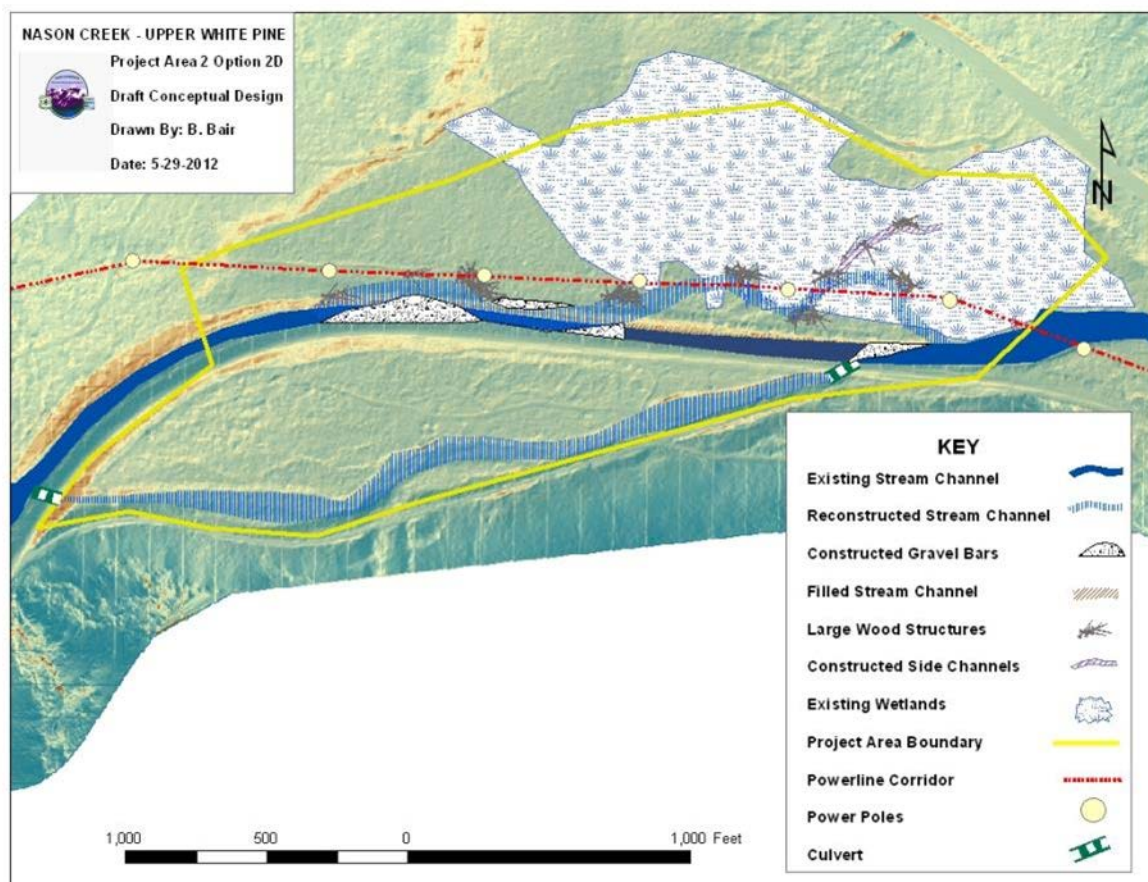 NASON CREEK - UPPER WHITE PINE
Project Area 2 Option 2D
Draft Conceptual Design
Drawn By: B. Bair
Date: 5-29-2012
N
KEY
Existing Stream Channel
Reconstructed Stream Channel
Constructed Gravel Bars
Filled Stream Channel
Large Wood Structures
Constructed Side Channels
Existing Wetlands
Project Area Boundary
Powerline Corridor
Power Poles
Culvert
1,000 500 0 1,000 Feet